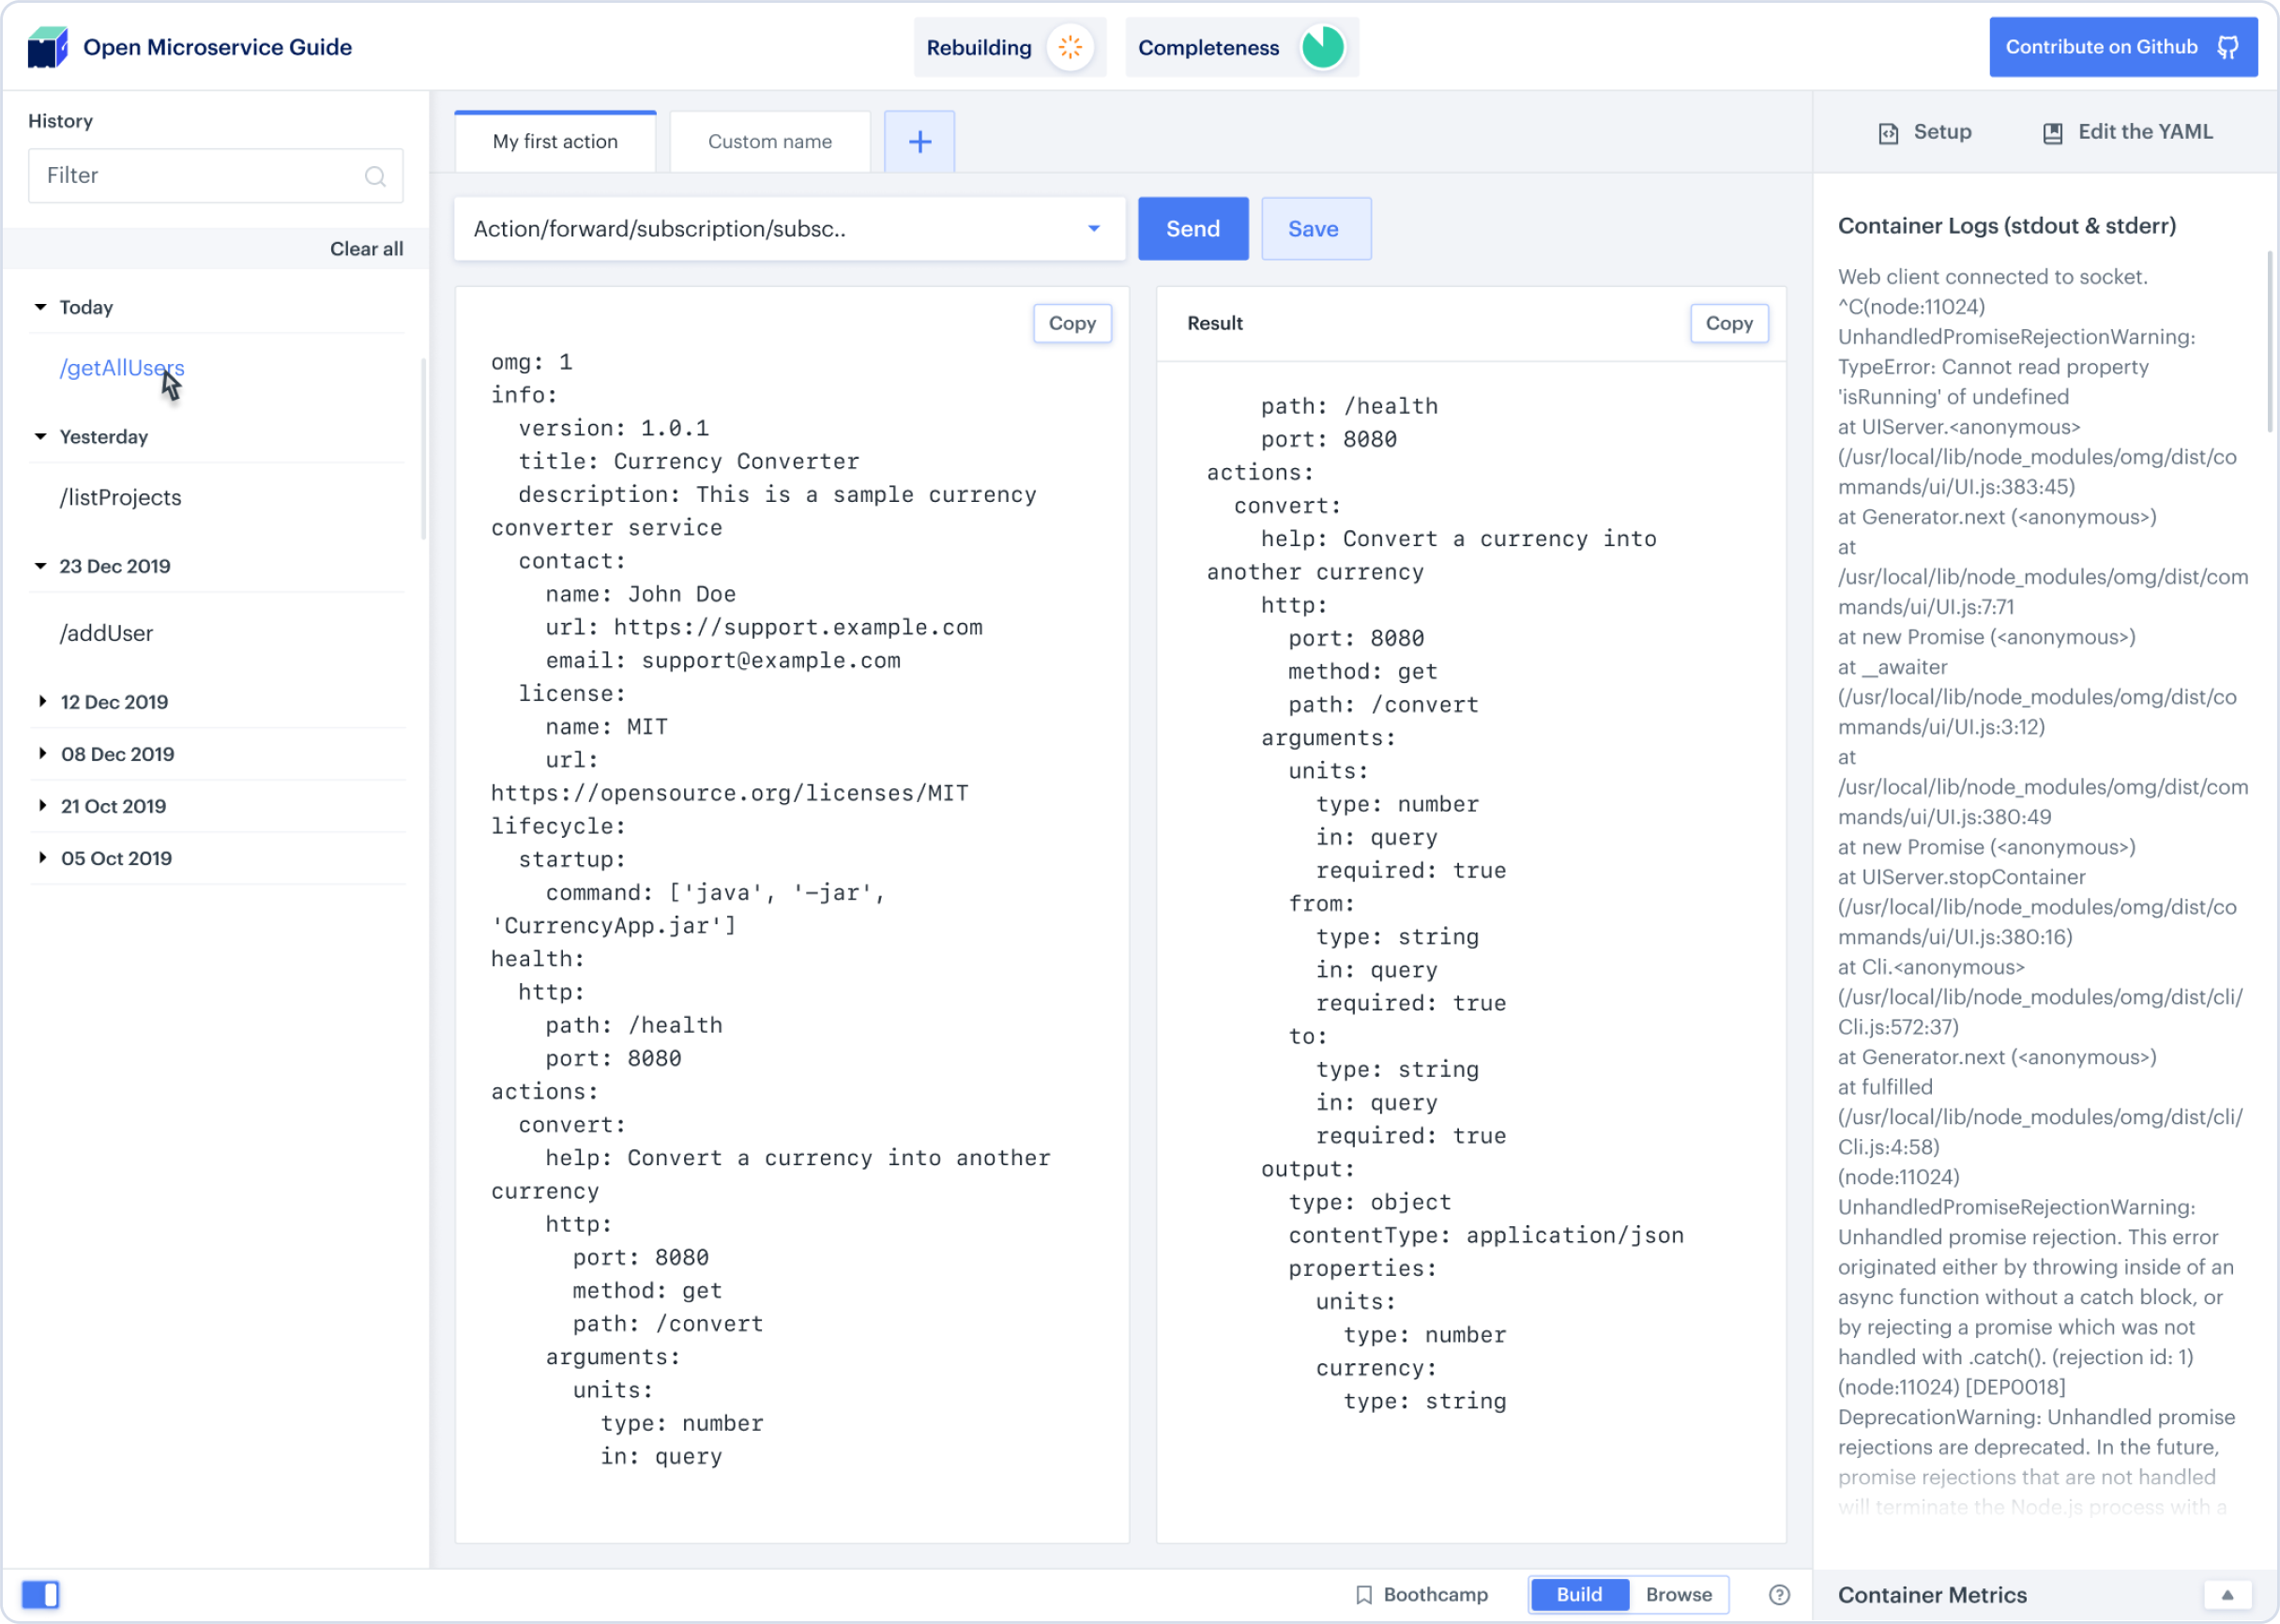 Open Microservice Guide
Rebuilding
Completeness
Contribute on Github
History
Filter
Clear all
Today
/getAllUsers
Yesterday
/listProjects
23 Dec 2019
/addUser
12 Dec 2019
08 Dec 2019
21 Oct 2019
05 Oct 2019
My first action
Custom name
+
Action/forward/subscription/subsc..
Send
Save
Copy
omg: 1
info:
  version: 1.0.1
  title: Currency Converter
  description: This is a sample currency
converter service
  contact:
    name: John Doe
    url: https://support.example.com
    email: support@example.com
  license:
    name: MIT
    url:
https://opensource.org/licenses/MIT
lifecycle:
  startup:
    command: ['java', '-jar',
'CurrencyApp.jar']
health:
  http:
    path: /health
    port: 8080
actions:
  convert:
    help: Convert a currency into another
currency
    http:
      port: 8080
      method: get
      path: /convert
    arguments:
      units:
        type: number
        in: query
Result
Copy
    path: /health
    port: 8080
actions:
  convert:
    help: Convert a currency into
another currency
    http:
      port: 8080
      method: get
      path: /convert
    arguments:
      units:
        type: number
        in: query
        required: true
      from:
        type: string
        in: query
        required: true
      to:
        type: string
        in: query
        required: true
    output:
      type: object
      contentType: application/json
      properties:
        units:
          type: number
        currency:
          type: string
Setup
Edit the YAML
Container Logs (stdout & stderr)
Web client connected to socket.
^C(node:11024)
UnhandledPromiseRejectionWarning:
TypeError: Cannot read property
'isRunning' of undefined
at UIServer.<anonymous>
(/usr/local/lib/node_modules/omg/dist/co
mmands/ui/UI.js:383:45)
at Generator.next (<anonymous>)
at
/usr/local/lib/node_modules/omg/dist/com
mands/ui/UI.js:7:71
at new Promise (<anonymous>)
at __awaiter
(/usr/local/lib/node_modules/omg/dist/co
mmands/ui/UI.js:3:12)
at
/usr/local/lib/node_modules/omg/dist/com
mands/ui/UI.js:380:49
at new Promise (<anonymous>)
at UIServer.stopContainer
(/usr/local/lib/node_modules/omg/dist/co
mmands/ui/UI.js:380:16)
at Cli.<anonymous>
(/usr/local/lib/node_modules/omg/dist/cli/
Cli.js:572:37)
at Generator.next (<anonymous>)
at fulfilled
(/usr/local/lib/node_modules/omg/dist/cli/
Cli.js:4:58)
(node:11024)
UnhandledPromiseRejectionWarning:
Unhandled promise rejection. This error
originated either by throwing inside of an
async function without a catch block, or
by rejecting a promise which was not
handled with .catch(). (rejection id: 1)
(node:11024) [DEP0018]
DeprecationWarning: Unhandled promise
rejections are deprecated. In the future,
promise rejections that are not handled
will terminate the Node.js process with a
Boothcamp
Build
Browse
?
Container Metrics